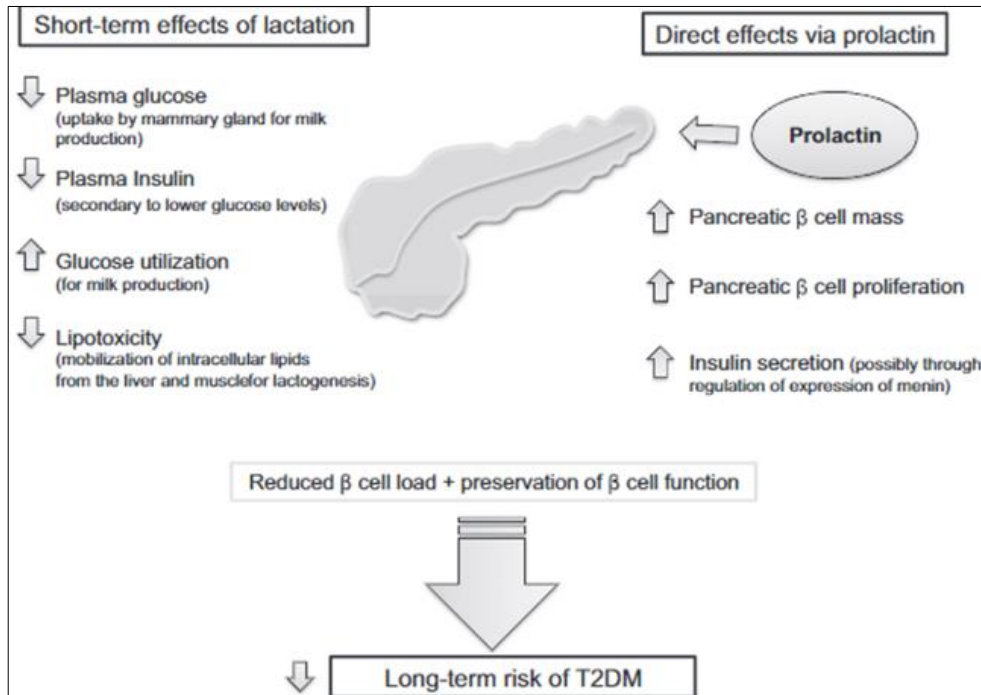 Short-term effects of lactation
Plasma glucose
(uptake by mammary gland for milk
production)
Plasma Insulin
(secondary to lower glucose levels)
Glucose utilization
(for milk production)
Lipotoxicity
(mobilization of intracellular lipids
from the liver and musclefor lactogenesis)
Direct effects via prolactin
Prolactin
Pancreatic β cell mass
Pancreatic β cell proliferation
Insulin secretion (possibly through
regulation of expression of menin)
Reduced β cell load + preservation of β cell function
Long-term risk of T2DM